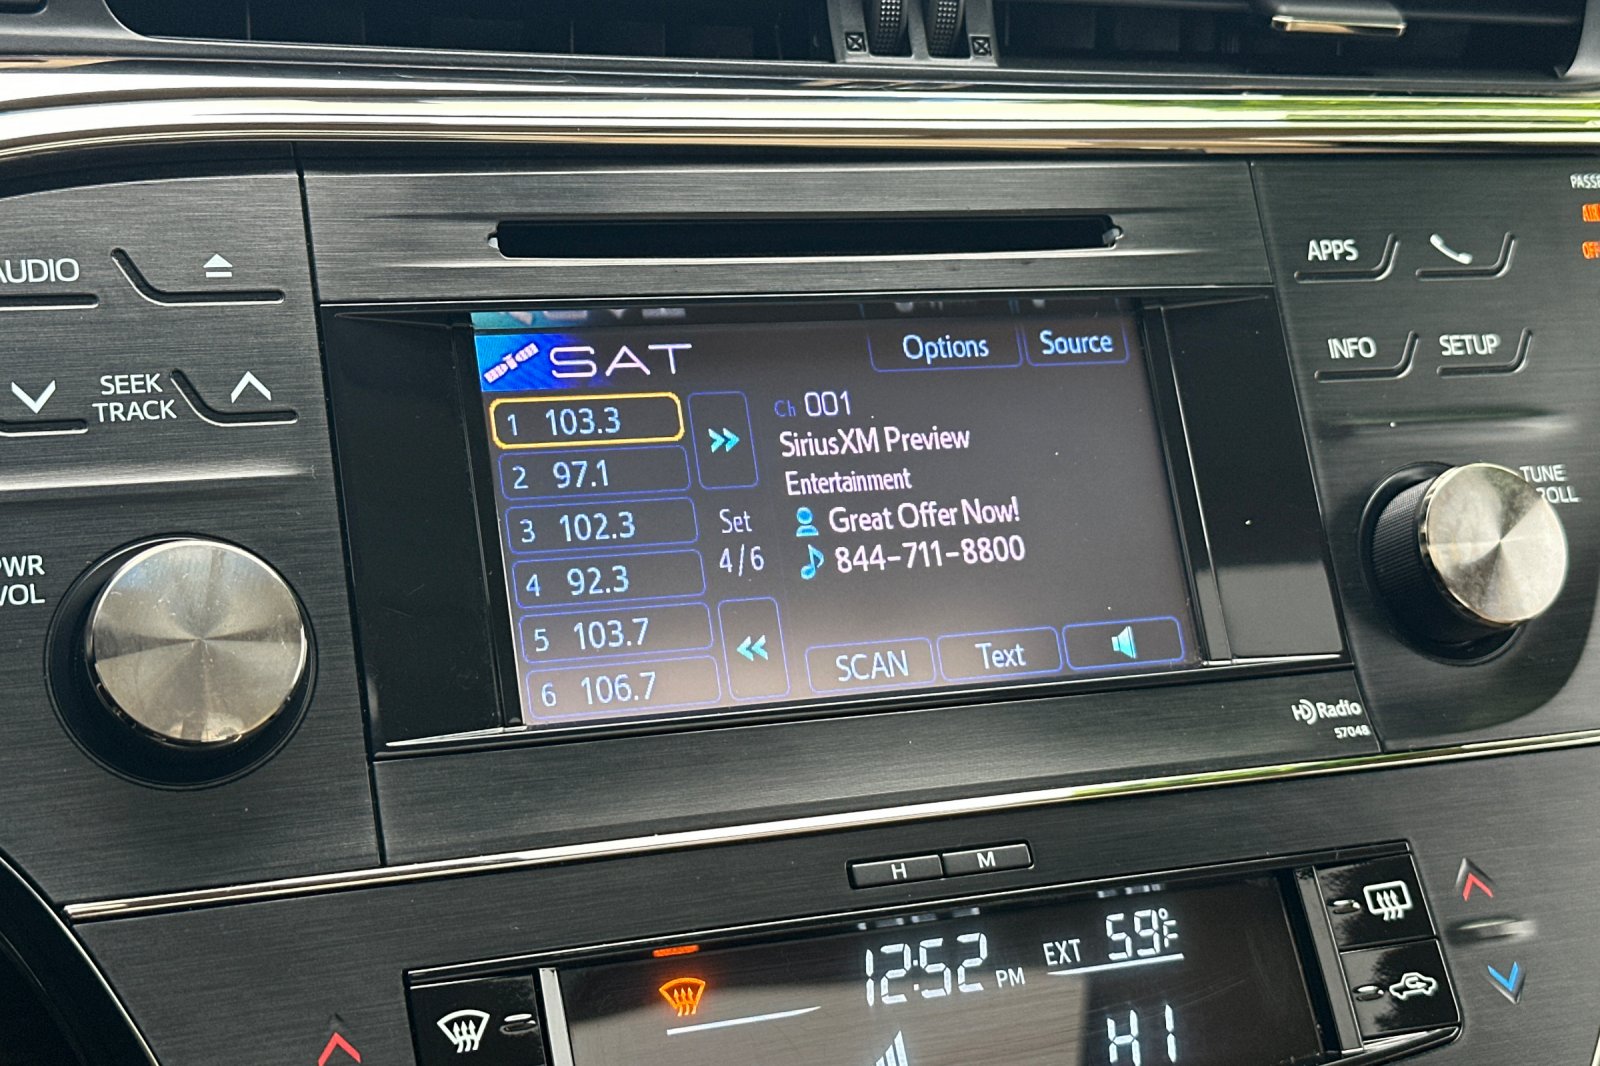 AUDIO
SEEK
TRACK
PWR
VOL
SAT
Options
Source
1 103.3
2 97.1
3 102.3
4 92.3
5 103.7
6 106.7
Set
4/6
Ch 001
SiriusXM Preview
Entertainment
Great Offer Now!
844-711-8800
SCAN
Text
APPS
INFO
SETUP
TUNE
HD Radio
57048
H
M
12:52 PM
EXT 59°F
HI